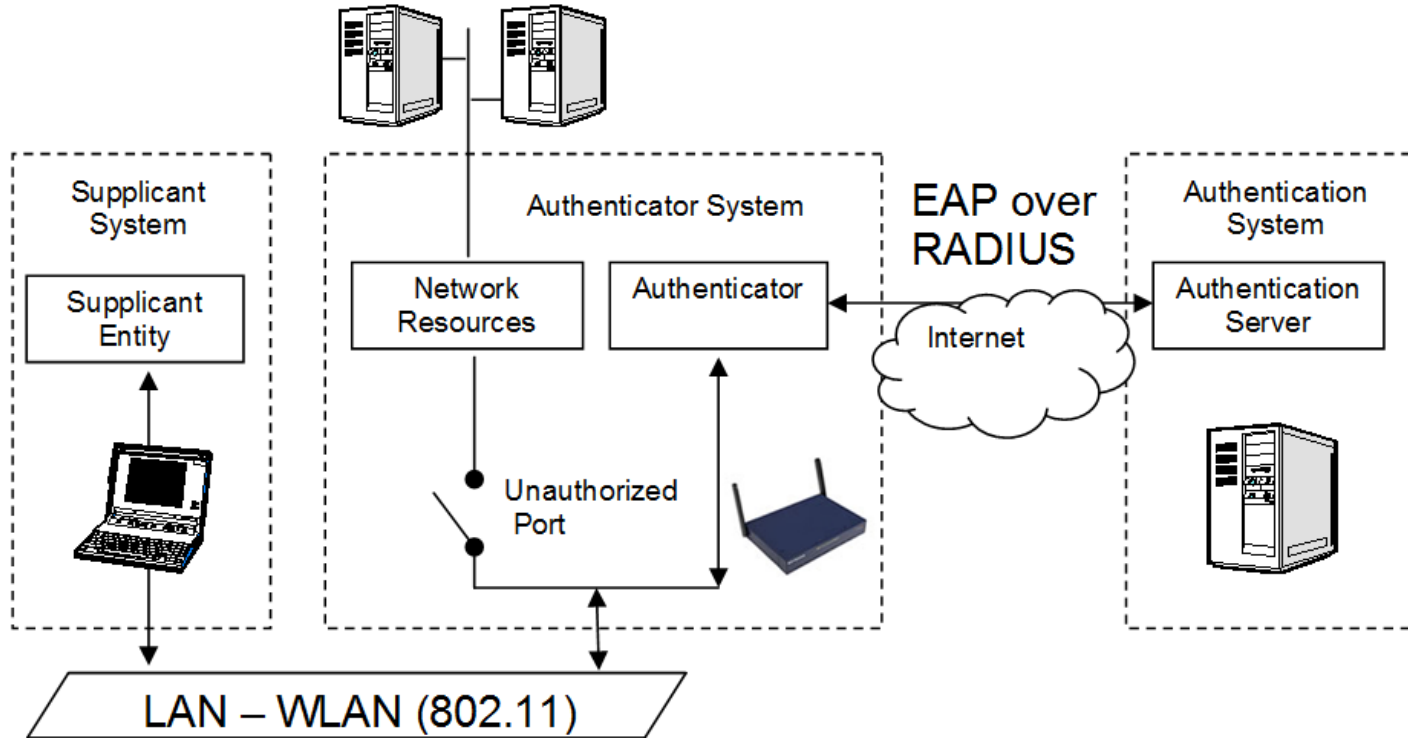 Supplicant
System
Supplicant
Entity
Authenticator System
Network
Resources
Authenticator
Unauthorized
Port
EAP over
RADIUS
Internet
Authentication
System
Authentication
Server
LAN – WLAN (802.11)